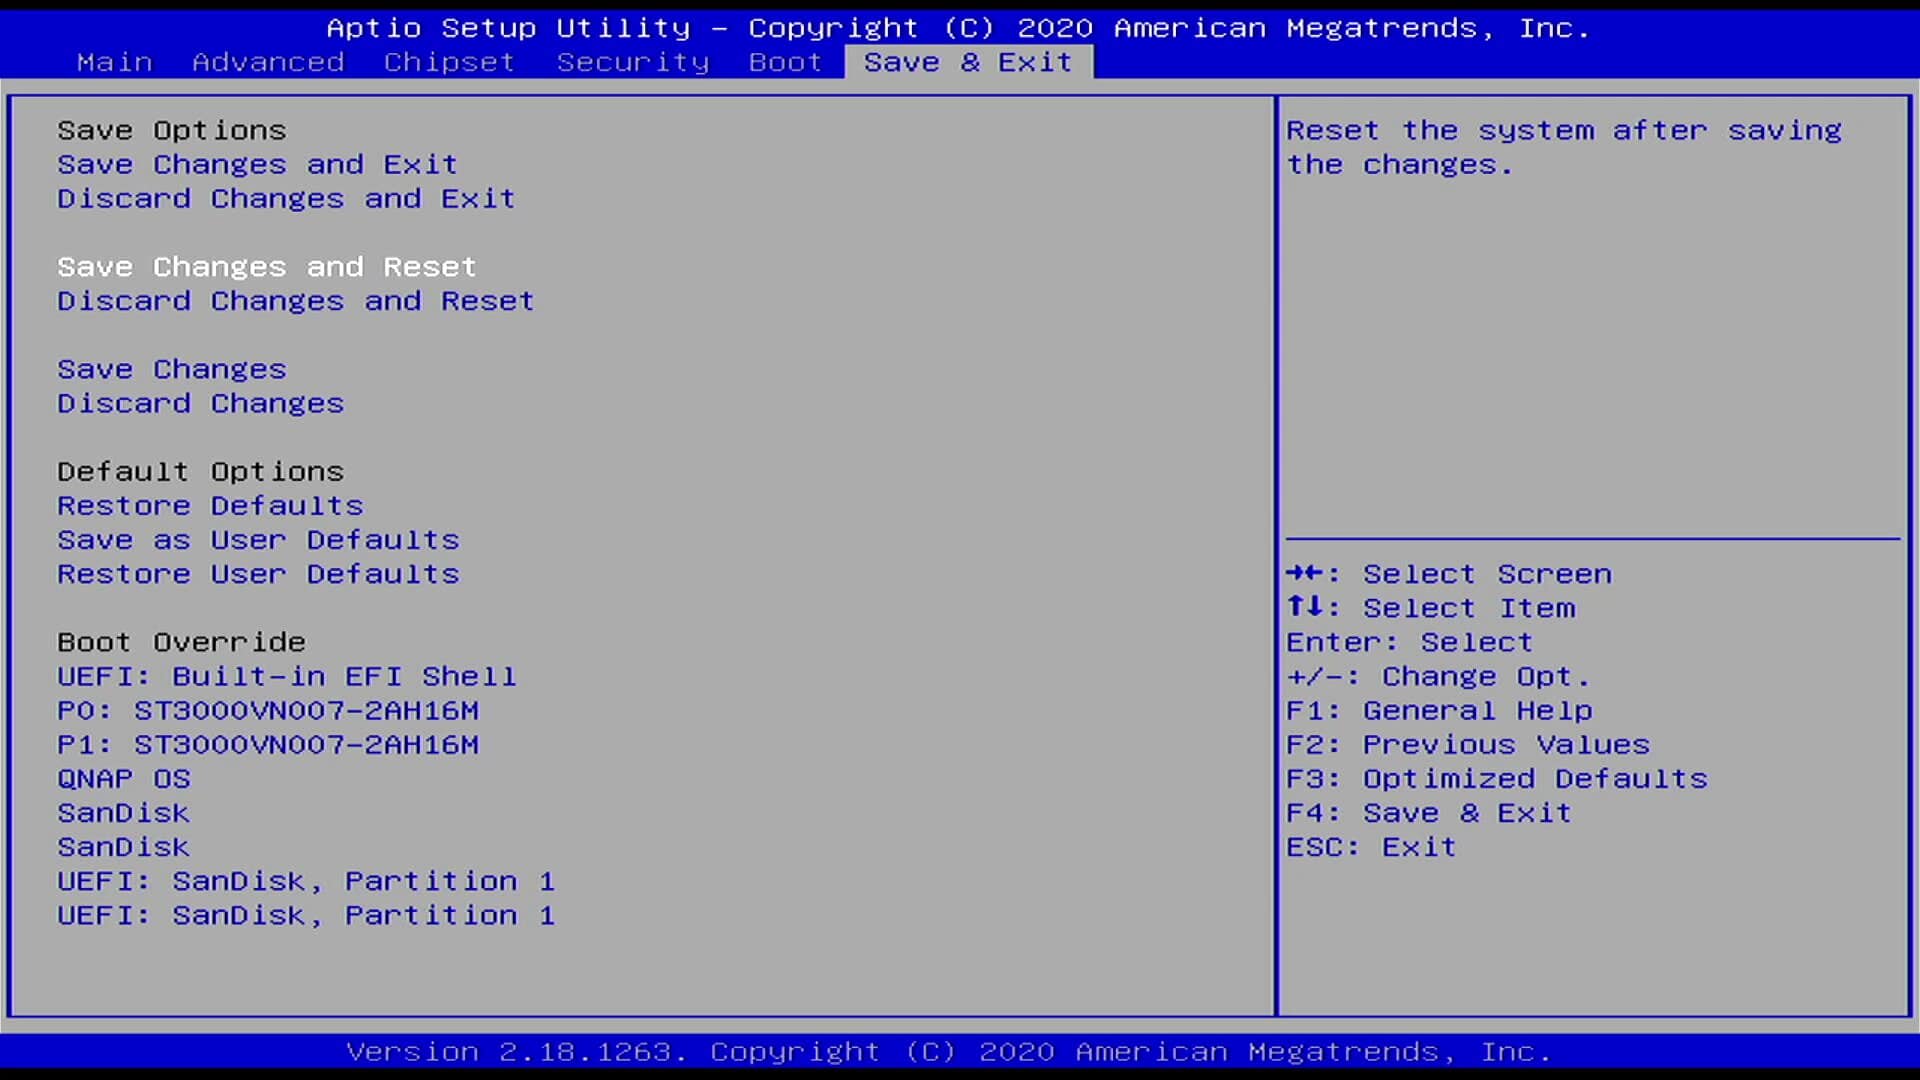 Aptio Setup Utility – Copyright (C) 2020 American Megatrends, Inc.
Main Advanced Chipset Security Boot Save & Exit
Save Options
Save Changes and Exit
Discard Changes and Exit
Save Changes and Reset
Discard Changes and Reset
Save Changes
Discard Changes
Default Options
Restore Defaults
Save as User Defaults
Restore User Defaults
Boot Override
UEFI: Built-in EFI Shell
P0: ST3000VN007-2AH16M
P1: ST3000VN007-2AH16M
QNAP OS
SanDisk
SanDisk
UEFI: SanDisk, Partition 1
UEFI: SanDisk, Partition 1
Reset the system after saving
the changes.
→←: Select Screen
↑↓: Select Item
Enter: Select
+/-: Change Opt.
F1: General Help
F2: Previous Values
F3: Optimized Defaults
F4: Save & Exit
ESC: Exit
Version 2.18.1263. Copyright (C) 2020 American Megatrends, Inc.